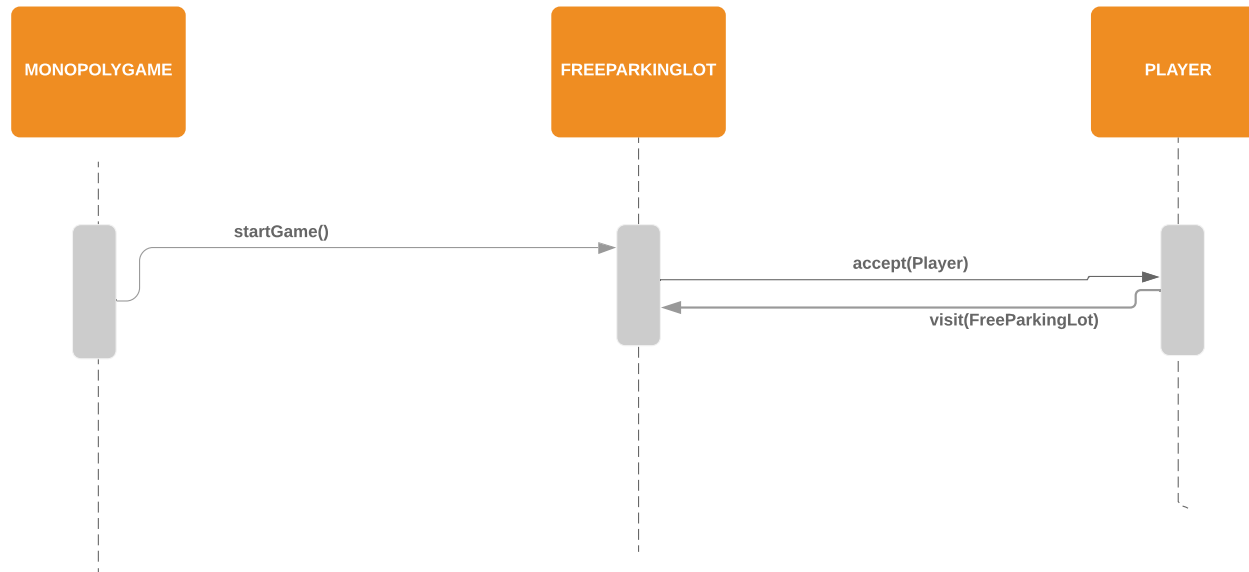 MONOPOLYGAME
FREEPARKINGLOT
PLAYER
startGame()
accept(Player)
visit(FreeParkingLot)